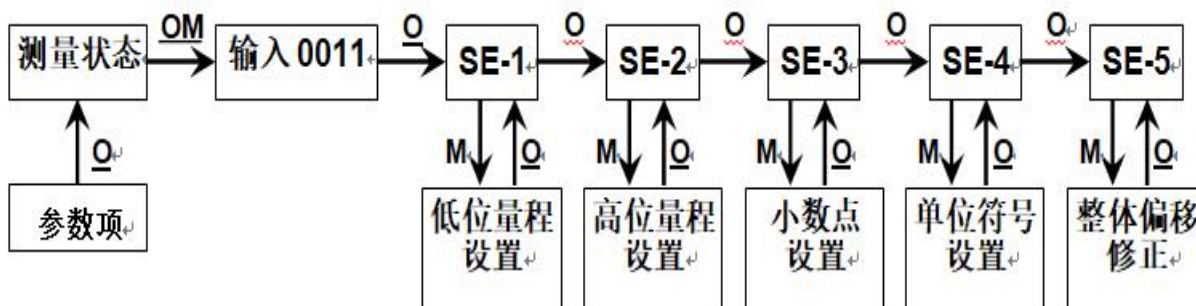 OM
O
O
O
O
O
测量状态
输入0011
SE-1
SE-2
SE-3
SE-4
SE-5
O
M
O
M
O
M
O
M
O
M
O
参数项
低位量程
设置
高位量程
设置
小数点
设置
单位符号
设置
整体偏移
修正